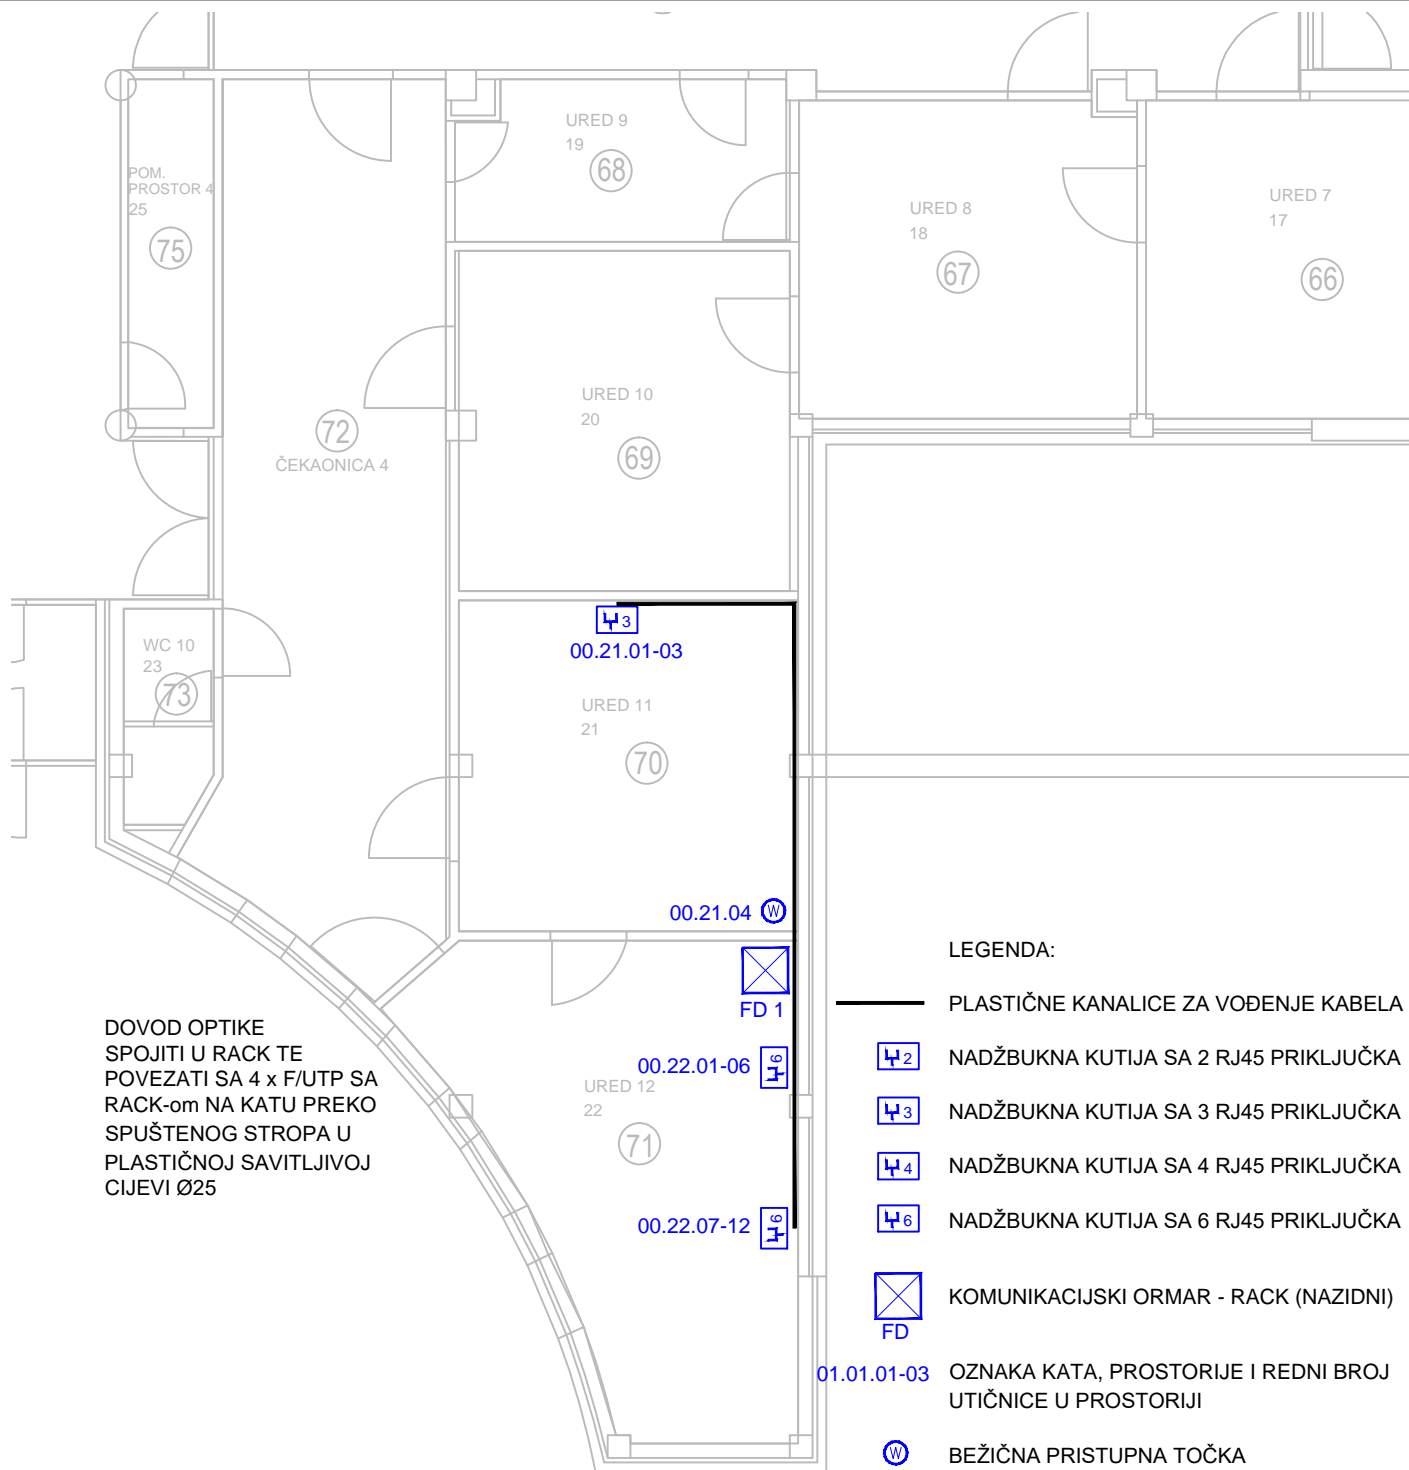 URED 9
19
68
POM.
PROSTOR 4
25
75
URED 8
18
67
URED 7
17
66
URED 10
20
69
72
ČEKAONICA 4
3
00.21.01-03
WC 10
23
73
URED 11
21
70
00.21.04 W
FD 1
00.22.01-06 6
URED 12
22
71
00.22.07-12 6
DOVOD OPTIKE
SPOJITI U RACK TE
POVEZATI SA 4 x F/UTP SA
RACK-om NA KATU PREKO
SPUŠTENOG STROPA U
PLASTIČNOJ SAVITLJIVOJ
CIJEVI Ø25
LEGENDA:
PLASTIČNE KANALICE ZA VOĐENJE KABELA
2 NADŽBUKNA KUTIJA SA 2 RJ45 PRIKLJUČKA
3 NADŽBUKNA KUTIJA SA 3 RJ45 PRIKLJUČKA
4 NADŽBUKNA KUTIJA SA 4 RJ45 PRIKLJUČKA
6 NADŽBUKNA KUTIJA SA 6 RJ45 PRIKLJUČKA
KOMUNIKACIJSKI ORMAR - RACK (NAZIDNI)
FD
01.01.01-03 OZNAKA KATA, PROSTORIJE I REDNI BROJ
UTIČNICE U PROSTORIJI
W BEŽIČNA PRISTUPNA TOČKA